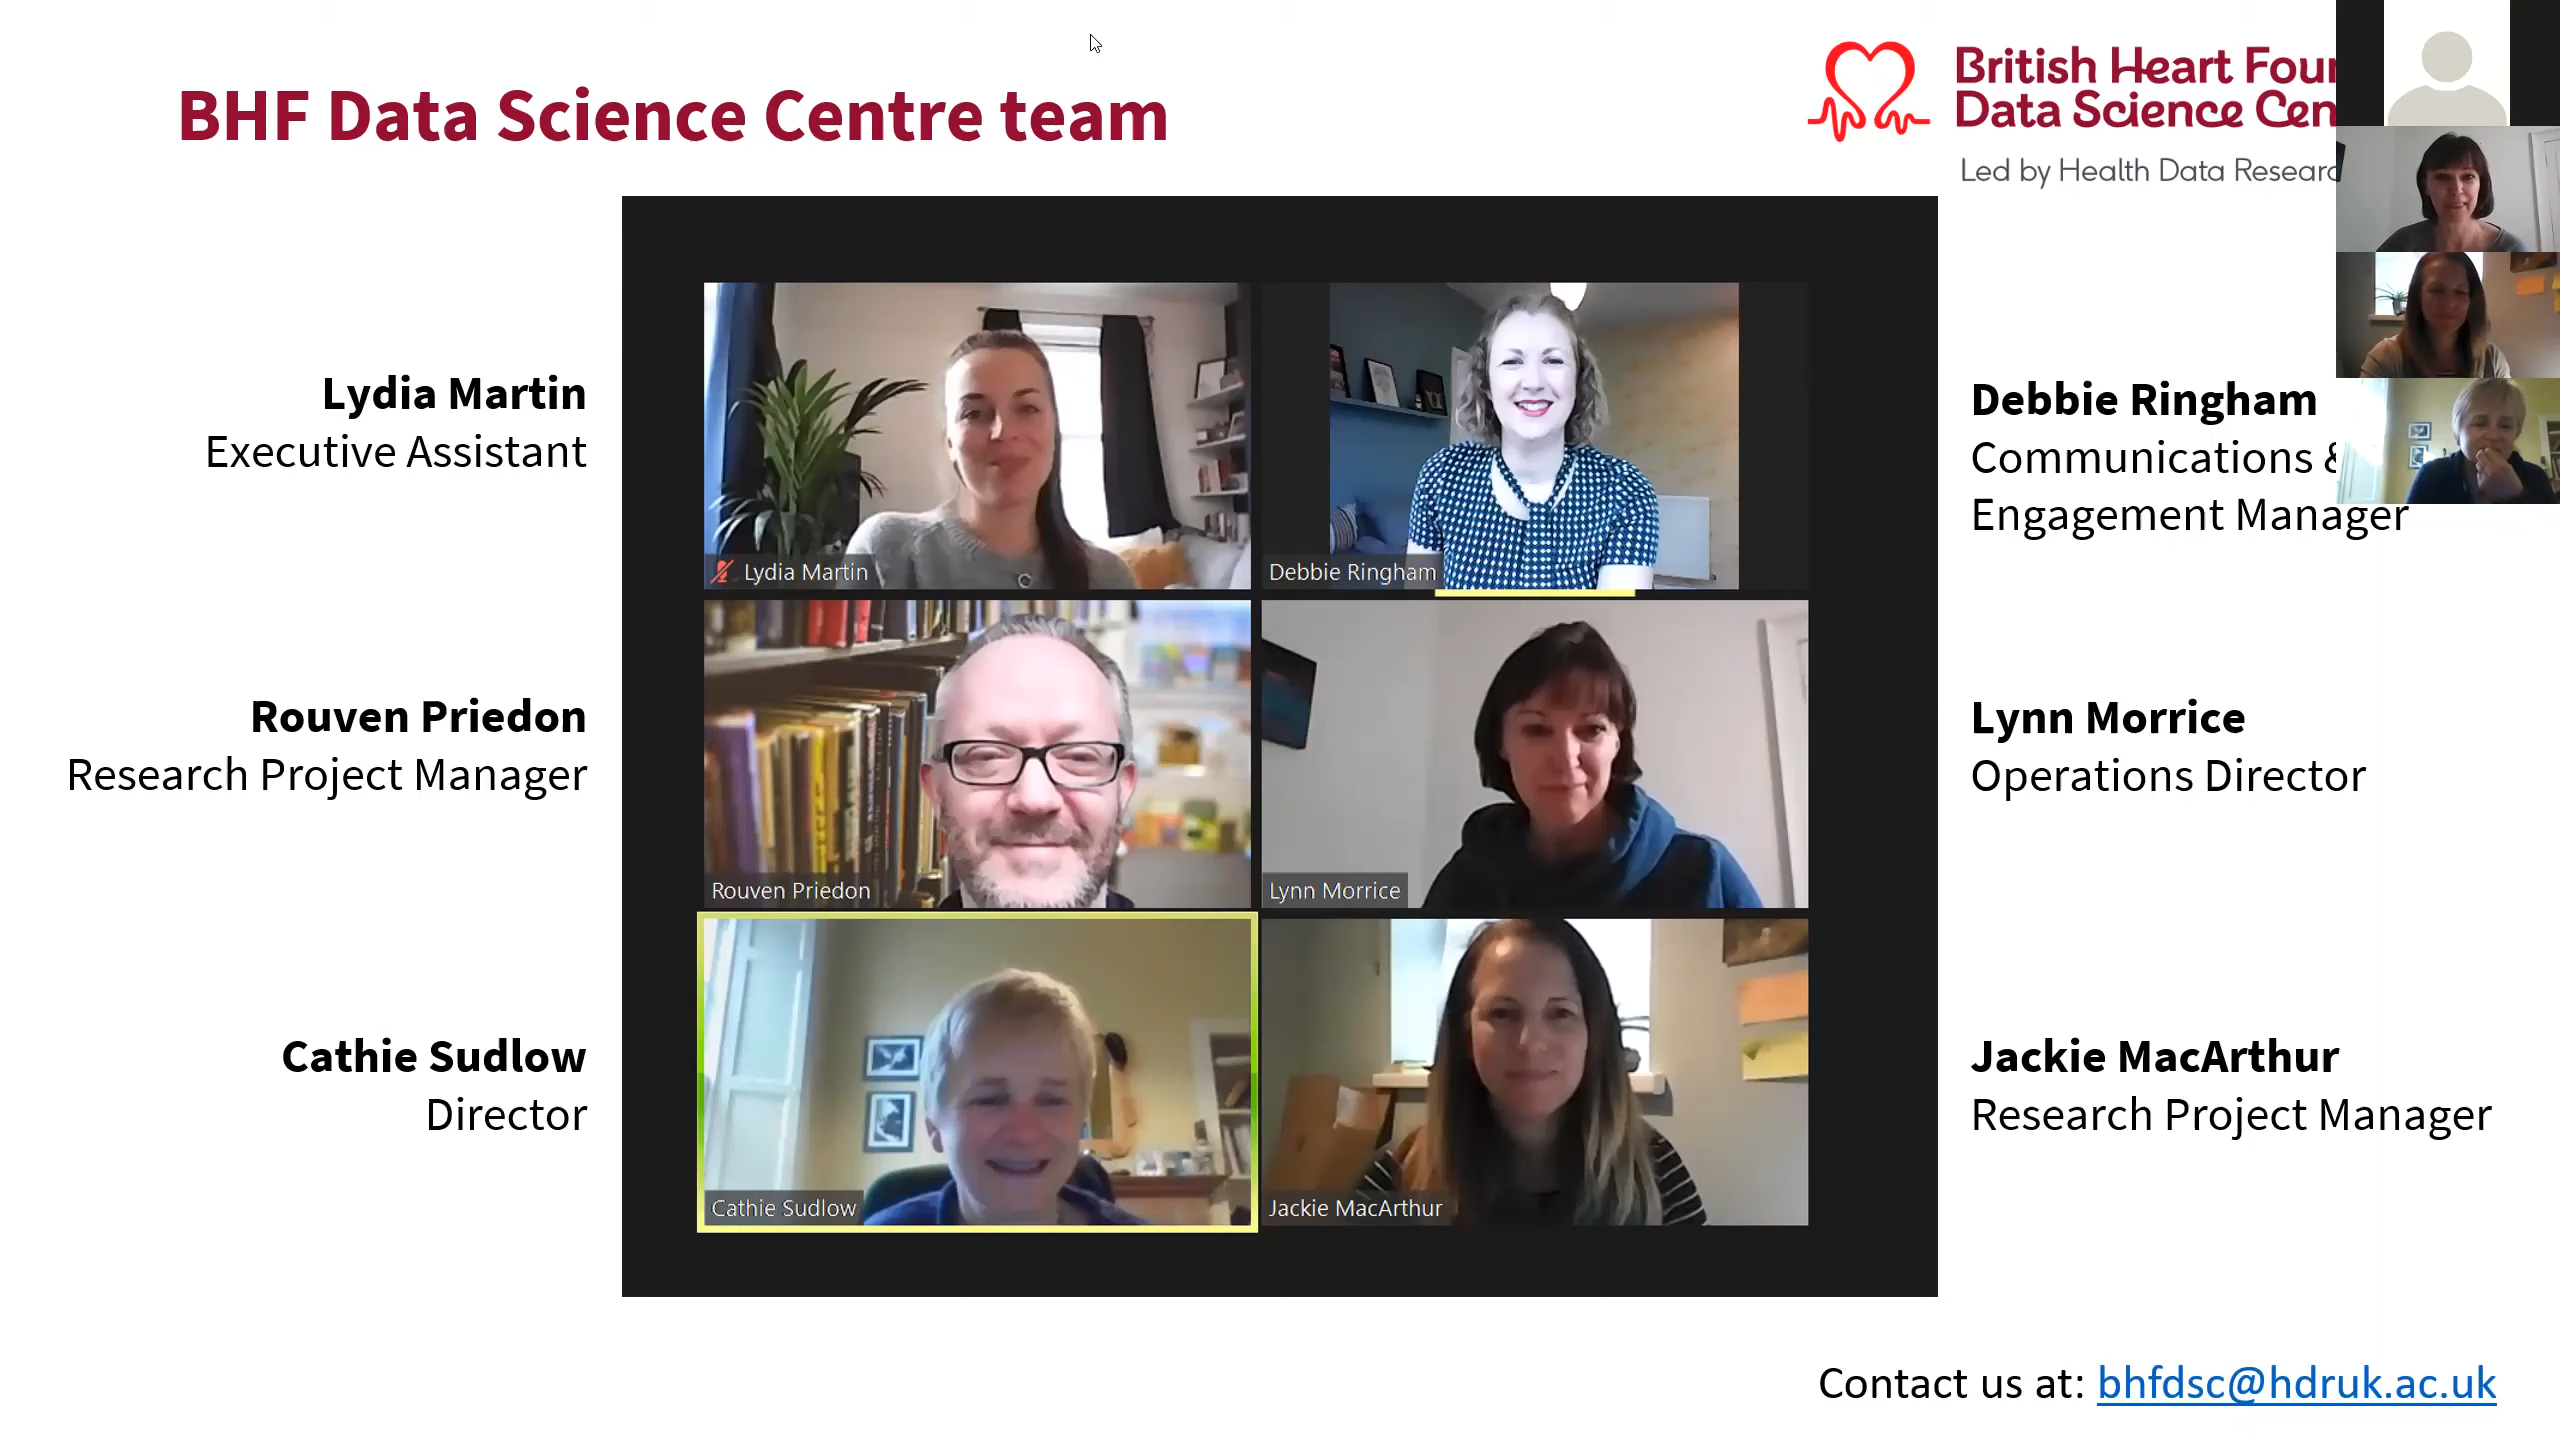 BHF Data Science Centre team
British Heart Four
Data Science Cen
Led by Health Data Researc
Lydia Martin
Executive Assistant
Rouven Priedon
Research Project Manager
Cathie Sudlow
Director
Lydia Martin
Debbie Ringham
Rouven Priedon
Lynn Morrice
Cathie Sudlow
Jackie MacArthur
Debbie Ringham
Communications &
Engagement Manager
Lynn Morrice
Operations Director
Jackie MacArthur
Research Project Manager
Contact us at: bhfdsc@hdruk.ac.uk